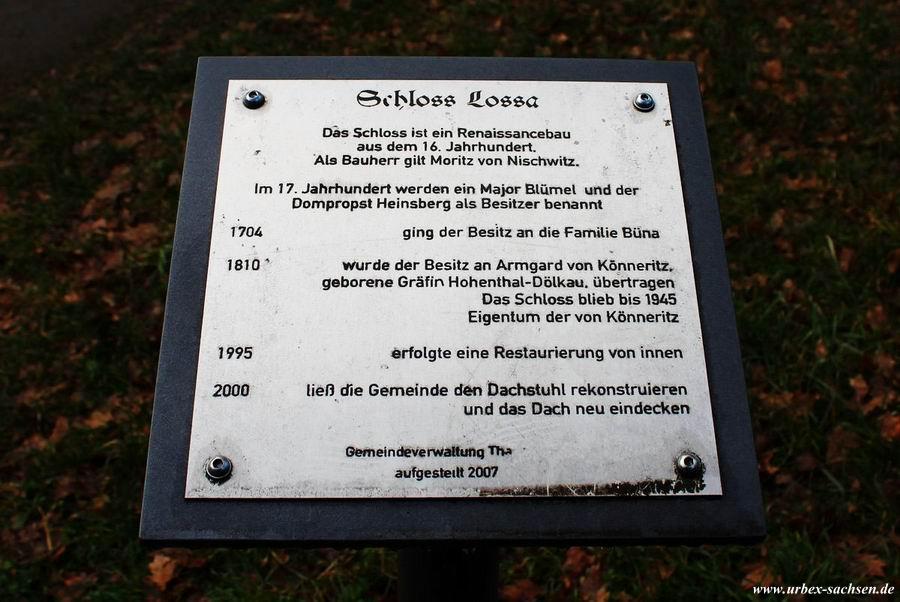 Schloss Lossa
Das Schloss ist ein Renaissancebau
aus dem 16. Jahrhundert.
Als Bauherr gilt Moritz von Nischwitz.
Im 17. Jahrhundert werden ein Major Blümel und der
Dompropst Heinsberg als Besitzer benannt
1704 ging der Besitz an die Familie Büna
1810 wurde der Besitz an Armgard von Könneritz,
geborene Gräfin Hohenthal-Dölkau, übertragen
Das Schloss blieb bis 1945
Eigentum der von Könneritz
1995 erfolgte eine Restaurierung von innen
2000 ließ die Gemeinde den Dachstuhl rekonstruieren
und das Dach neu eindecken
Gemeindeverwaltung
aufgestellt 2007
www.urbex-sachsen.de